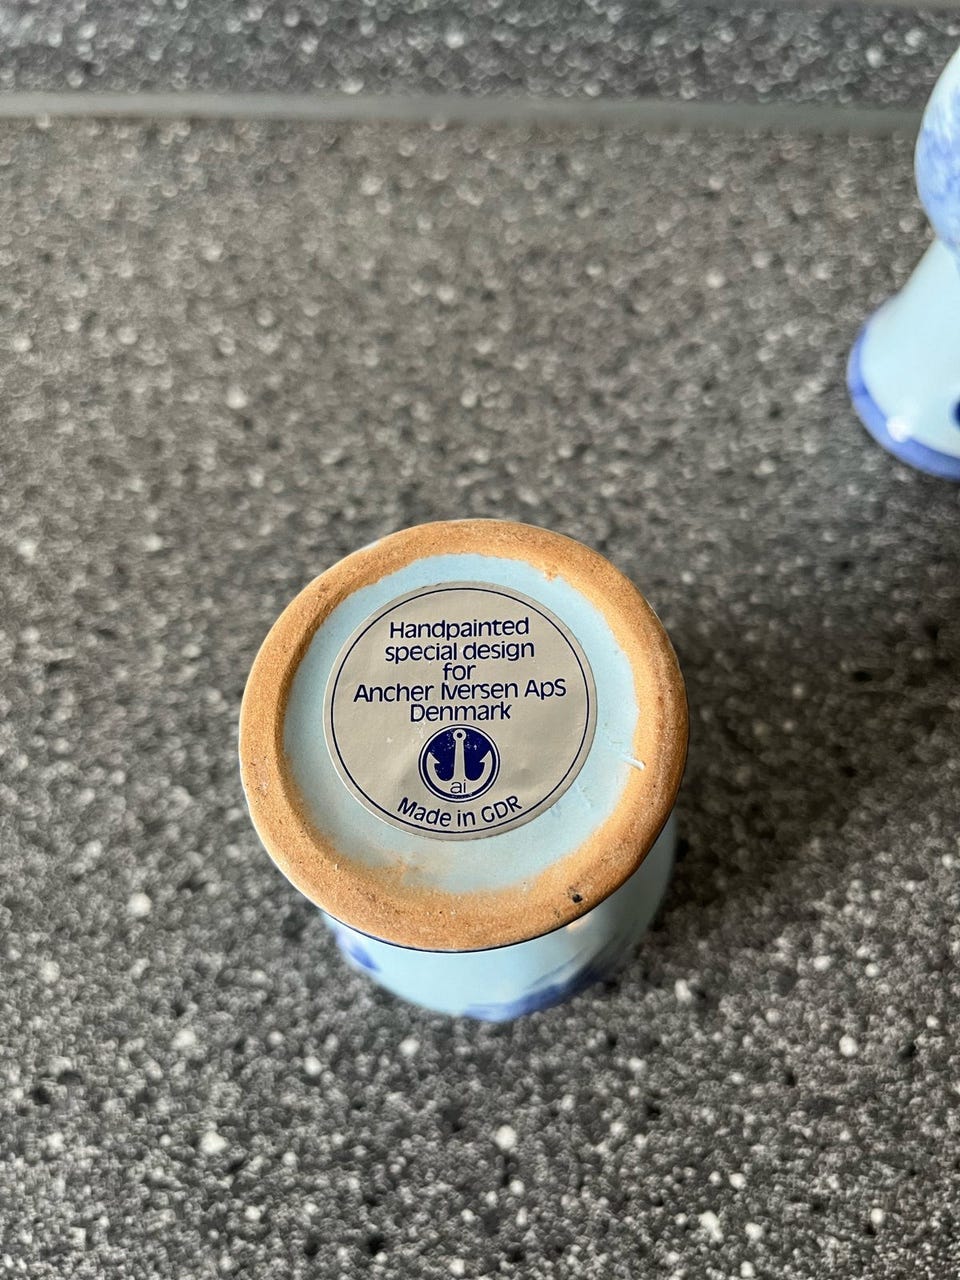 Handpainted
special design
for
Ancher Iversen ApS
Denmark
ai
Made in GDR